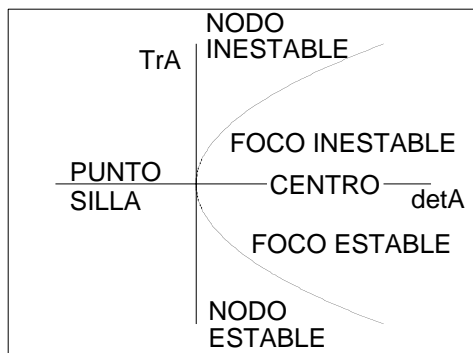 NODO
INESTABLE
TrA
FOCO INESTABLE
PUNTO
SILLA
CENTRO
detA
FOCO ESTABLE
NODO
ESTABLE